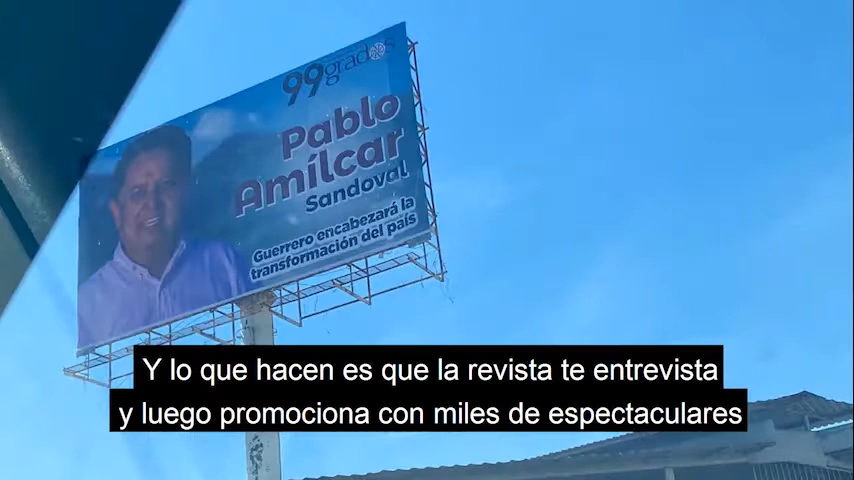 99grados
Pablo
Amílcar
Sandoval
Guerrero encabezará la
transformación del país
Y lo que hacen es que la revista te entrevista
y luego promociona con miles de espectaculares